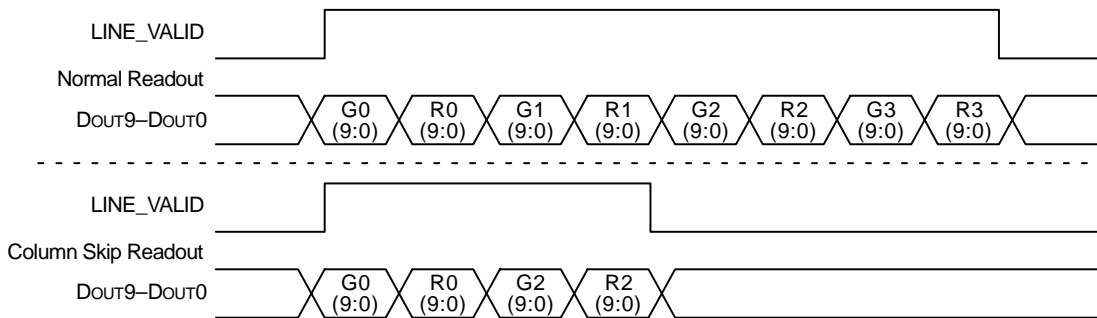 LINE_VALID
Normal Readout
DOUT9–DOUT0
G0 (9:0) R0 (9:0) G1 (9:0) R1 (9:0) G2 (9:0) R2 (9:0) G3 (9:0) R3 (9:0)
LINE_VALID
Column Skip Readout
DOUT9–DOUT0
G0 (9:0) R0 (9:0) G2 (9:0) R2 (9:0)